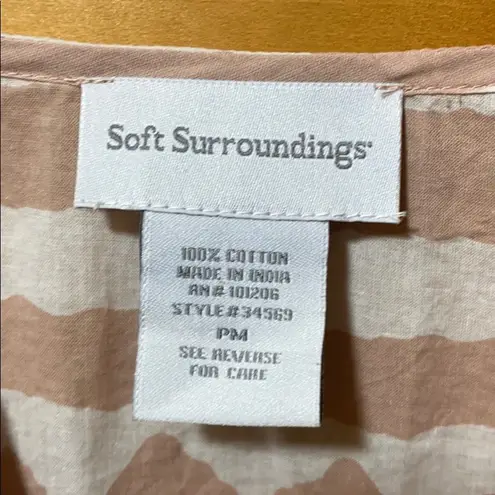 Soft Surroundings
100% COTTON
MADE IN INDIA
RN# 101206
STYLE#34569
PM
SEE REVERSE
FOR CARE